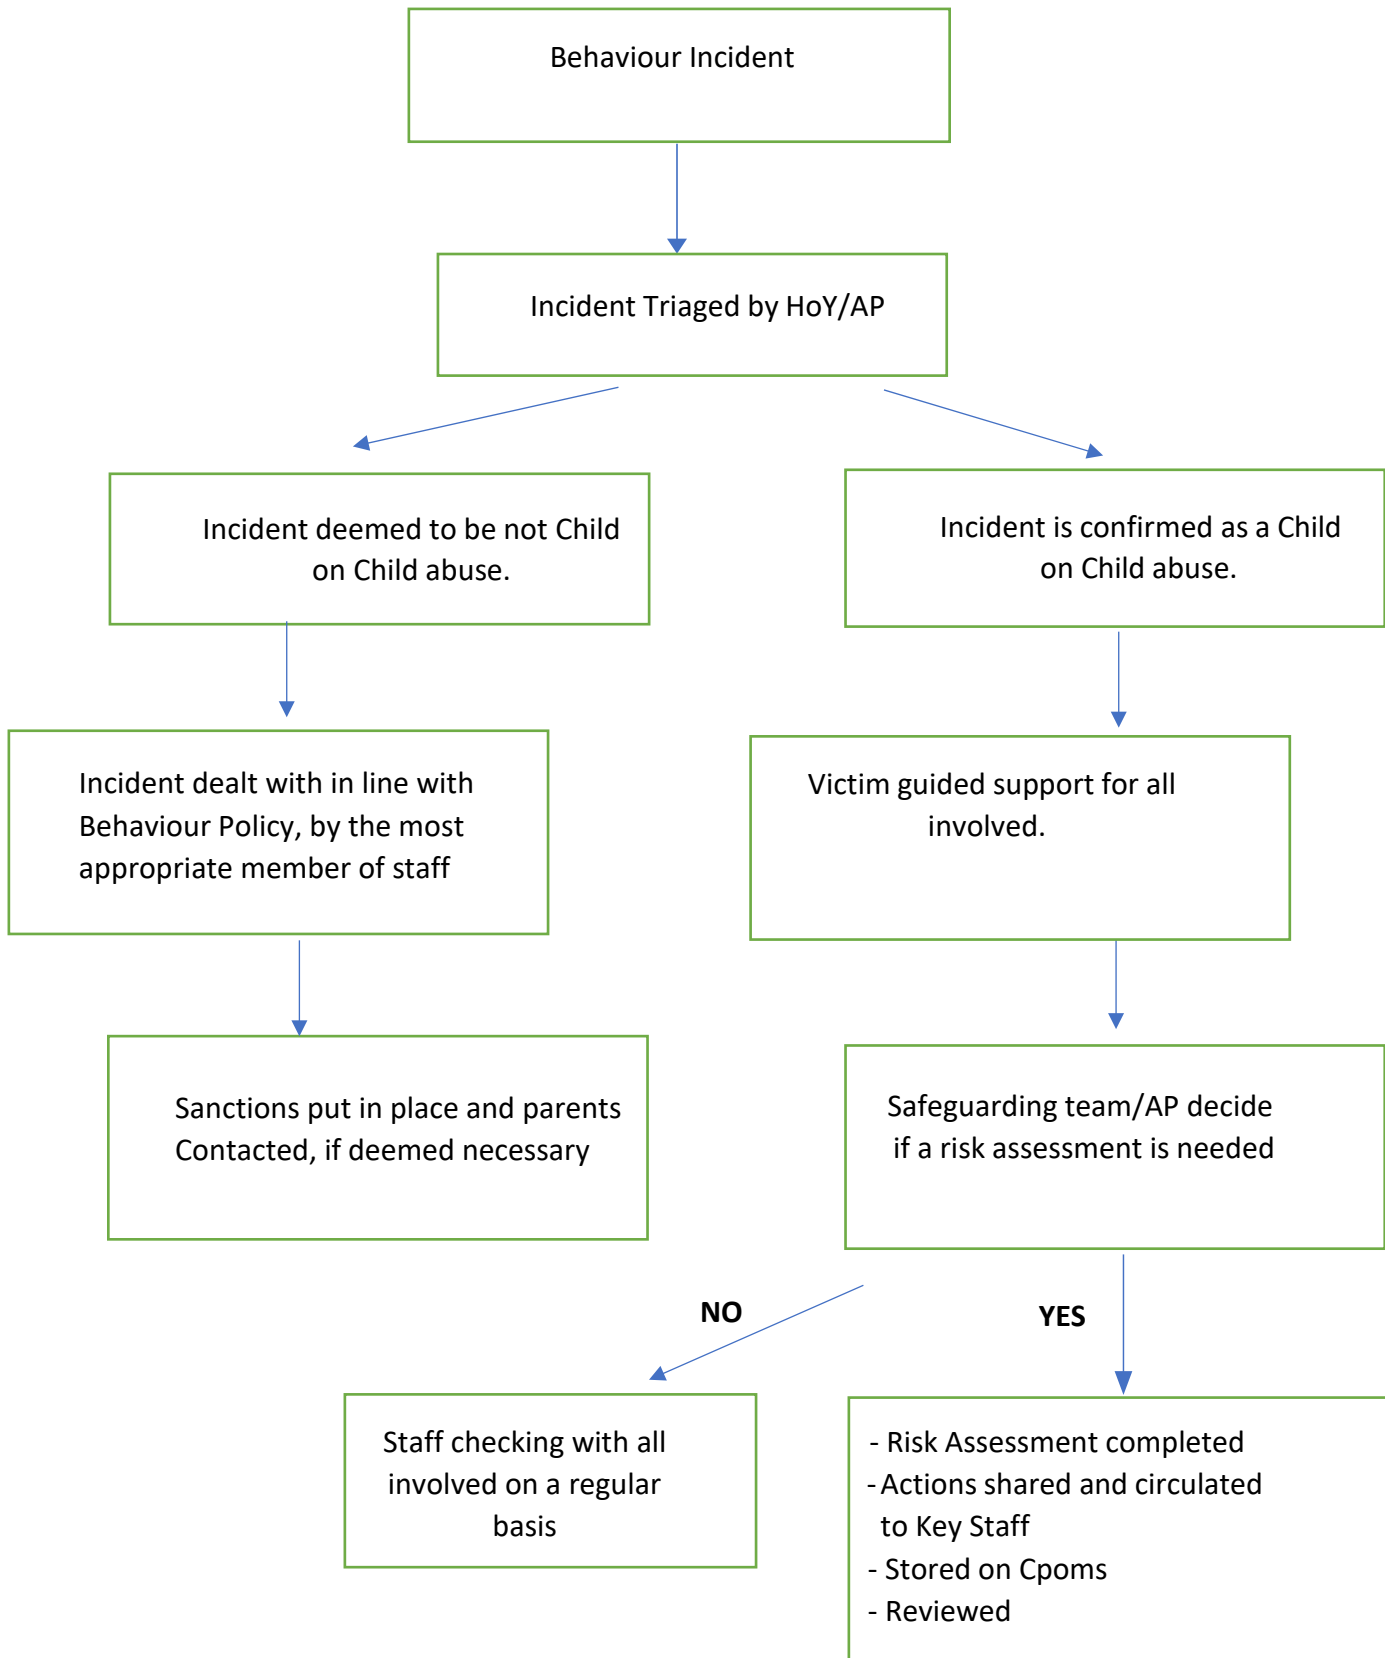 Behaviour Incident
Incident Triaged by HoY/AP
Incident deemed to be not Child
on Child abuse.
Incident is confirmed as a Child
on Child abuse.
Incident dealt with in line with
Behaviour Policy, by the most
appropriate member of staff
Victim guided support for all
involved.
Sanctions put in place and parents
Contacted, if deemed necessary
Safeguarding team/AP decide
if a risk assessment is needed
NO
YES
Staff checking with all
involved on a regular
basis
- Risk Assessment completed
- Actions shared and circulated
to Key Staff
- Stored on Cpoms
- Reviewed